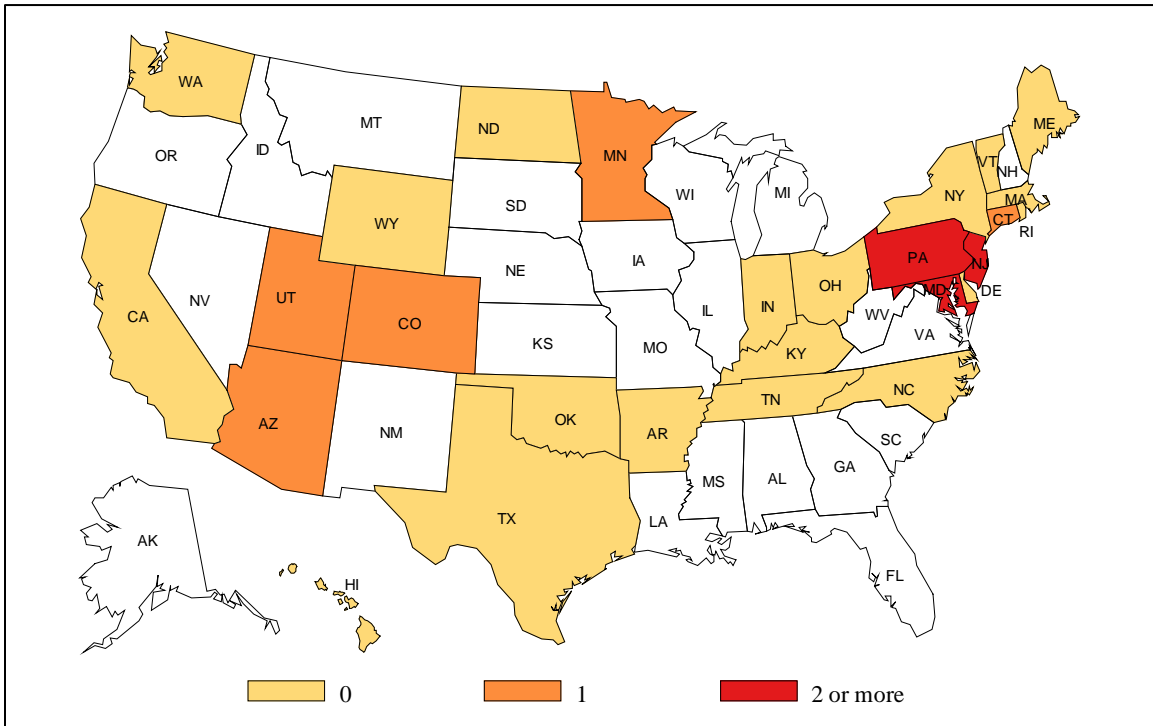 WA
MT
ND
MN
ME
OR
ID
SD
WI
MI
VT
NH
NY
MA
CT
RI
WY
NE
IA
PA
NJ
NV
UT
CO
IL
IN
OH
MD
DE
CA
KS
MO
WV
VA
KY
AZ
NM
OK
AR
TN
NC
SC
MS
AL
GA
TX
LA
AK
HI
FL
0
1
2 or more